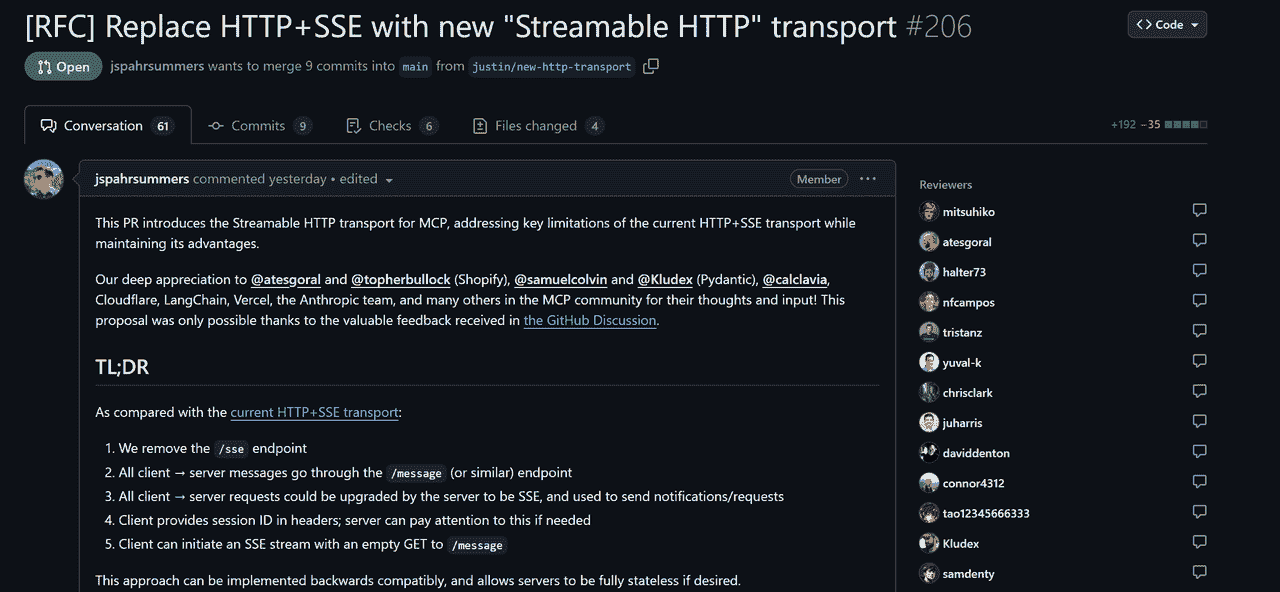 [RFC] Replace HTTP+SSE with new "Streamable HTTP" transport #206
Code
Open jspahrsummers wants to merge 9 commits into main from justin/new-http-transport
Conversation 61 Commits 9 Checks 6 Files changed 4
+192 −35
jspahrsummers commented yesterday • edited
Member
This PR introduces the Streamable HTTP transport for MCP, addressing key limitations of the current HTTP+SSE transport while
maintaining its advantages.
Our deep appreciation to @atesgoral and @topherbullock (Shopify), @samuelcolvin and @Kludex (Pydantic), @calclavia,
Cloudflare, LangChain, Vercel, the Anthropic team, and many others in the MCP community for their thoughts and input! This
proposal was only possible thanks to the valuable feedback received in the GitHub Discussion.
TL;DR
As compared with the current HTTP+SSE transport:
1. We remove the /sse endpoint
2. All client → server messages go through the /message (or similar) endpoint
3. All client → server requests could be upgraded by the server to be SSE, and used to send notifications/requests
4. Client provides session ID in headers; server can pay attention to this if needed
5. Client can initiate an SSE stream with an empty GET to /message
This approach can be implemented backwards compatibly, and allows servers to be fully stateless if desired.
Reviewers
mitsuhiko
atesgoral
halter73
nfcampos
tristanz
yuval-k
chrisclark
juharris
daviddenton
connor4312
tao12345666333
Kludex
samdenty